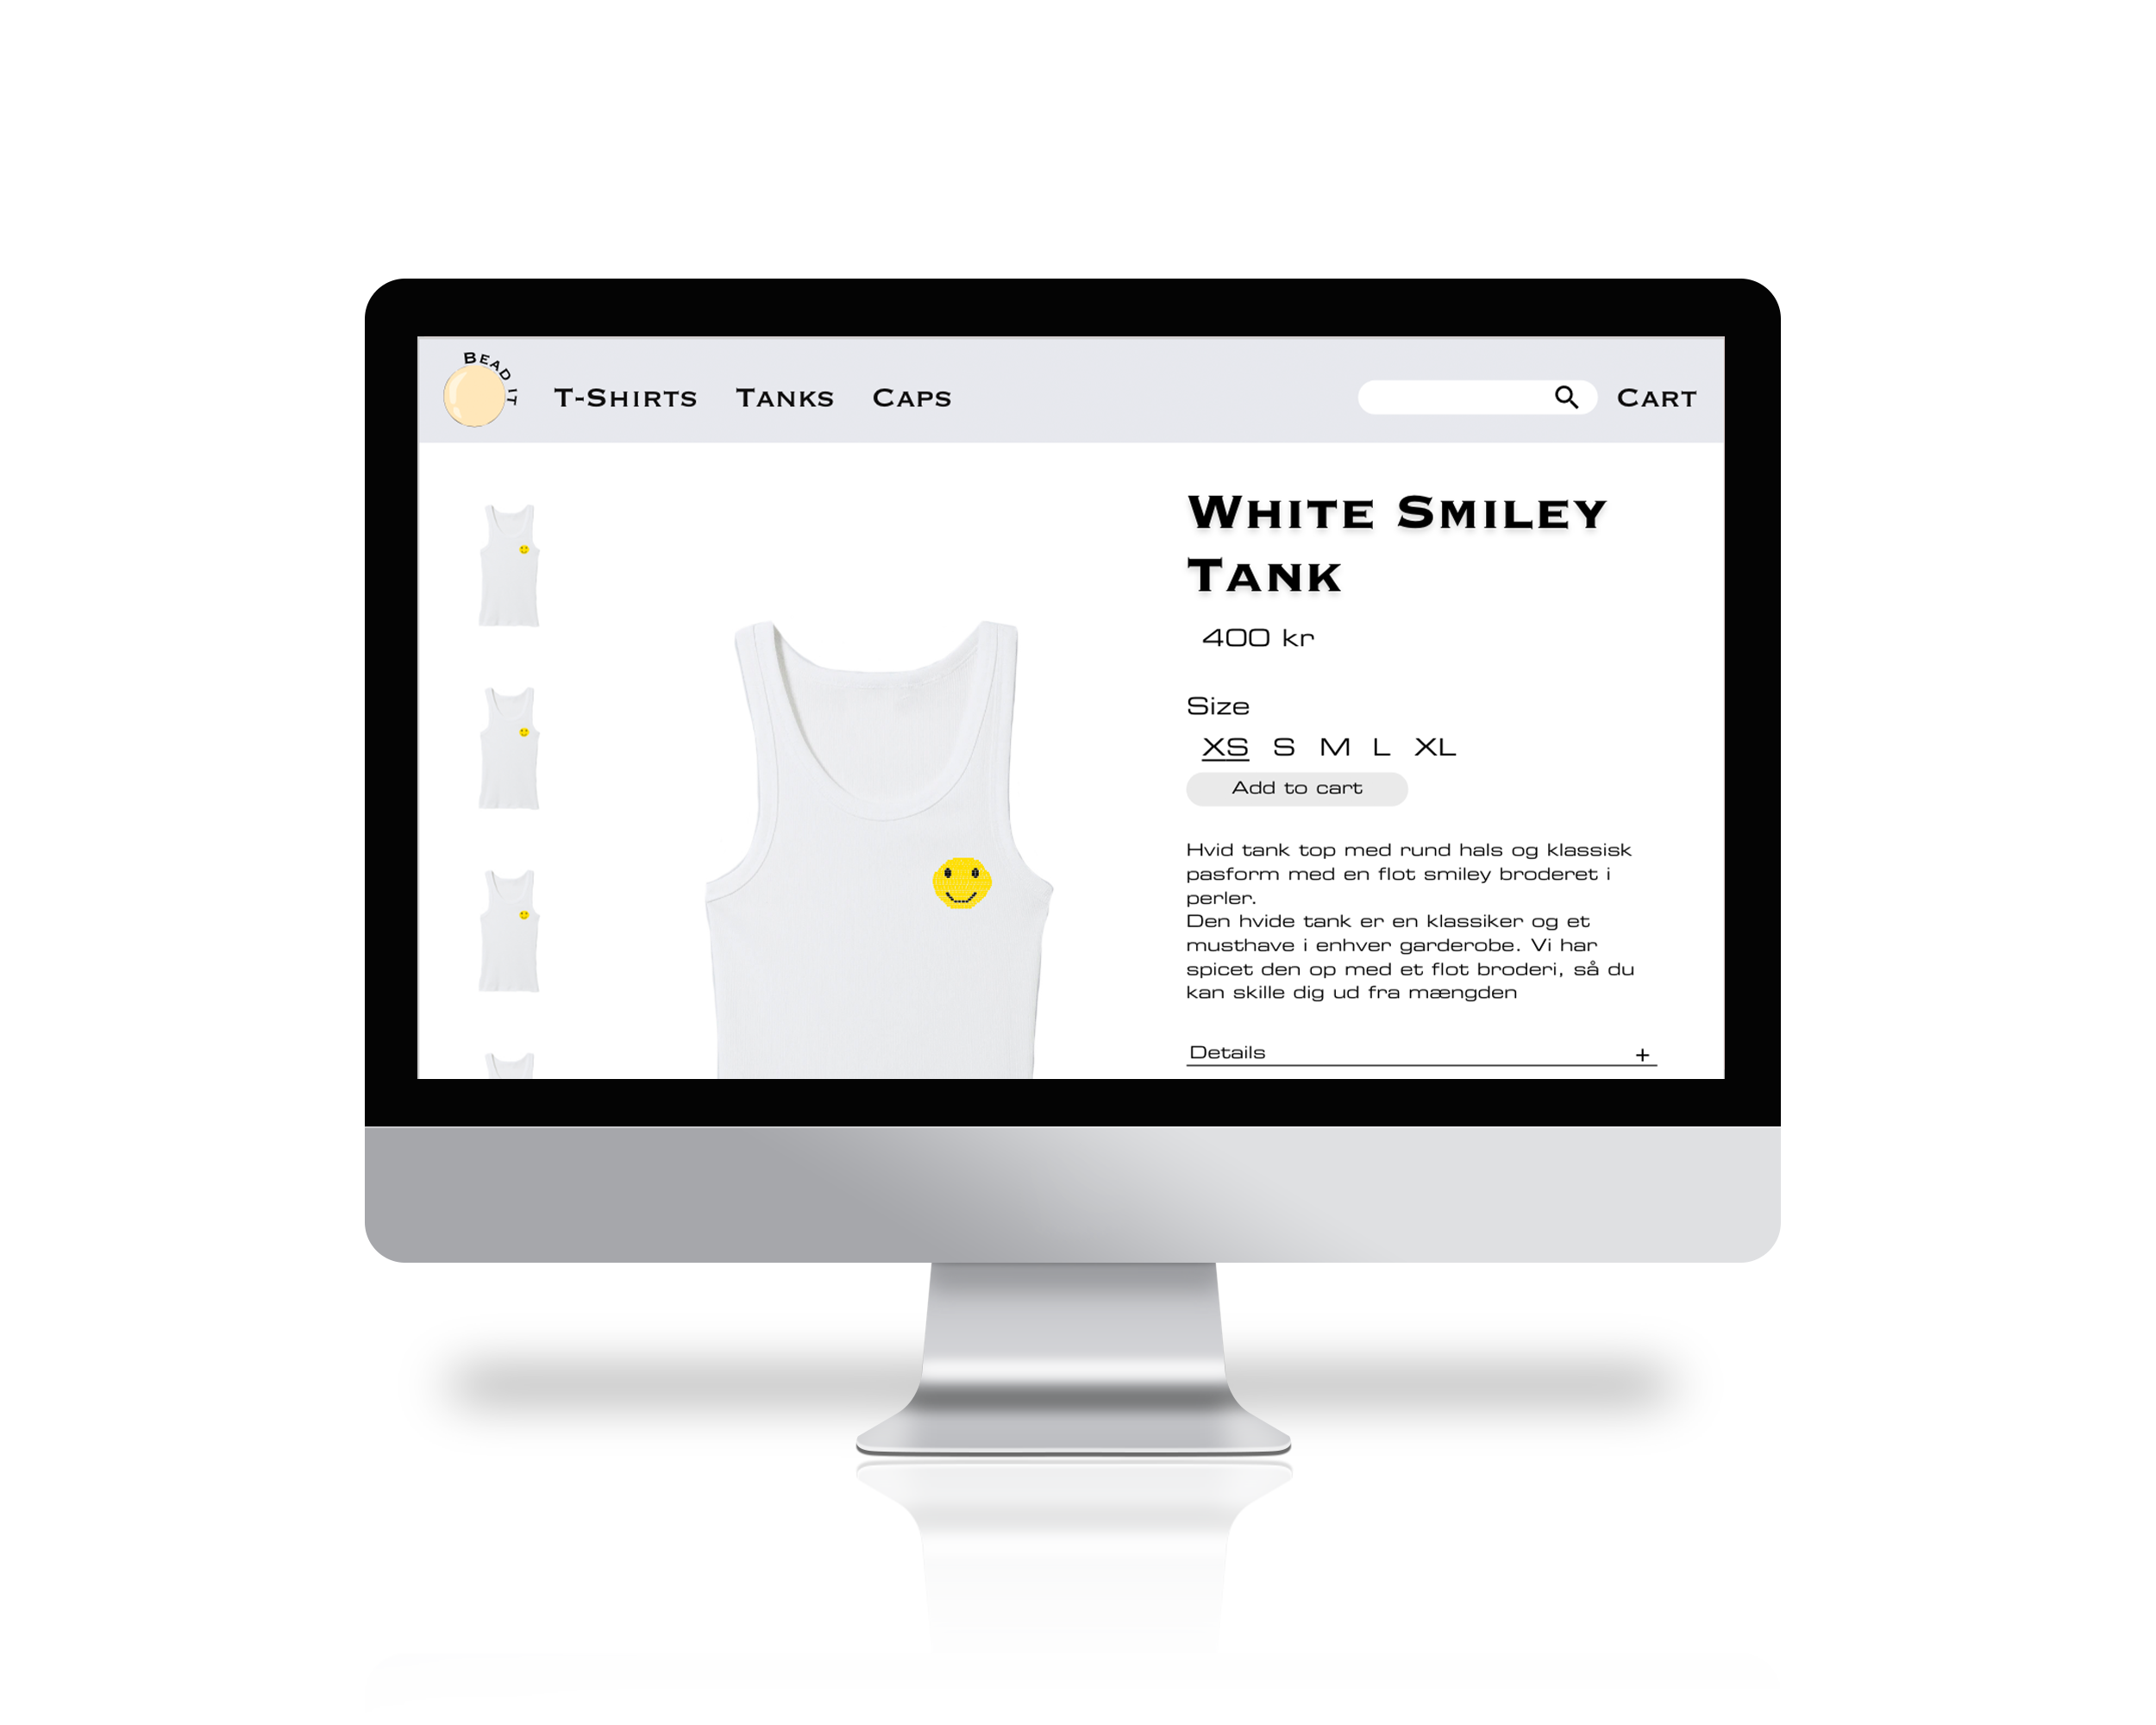 BEAD IT
T-SHIRTS TANKS CAPS
CART
WHITE SMILEY
TANK
400 kr
Size
XS S M L XL
Add to cart
Hvid tank top med rund hals og klassisk
pasform med en flot smiley broderet i
perler.
Den hvide tank er en klassiker og et
musthave i enhver garderobe. Vi har
spicet den op med et flot broderi, så du
kan skille dig ud fra mængden
Details +